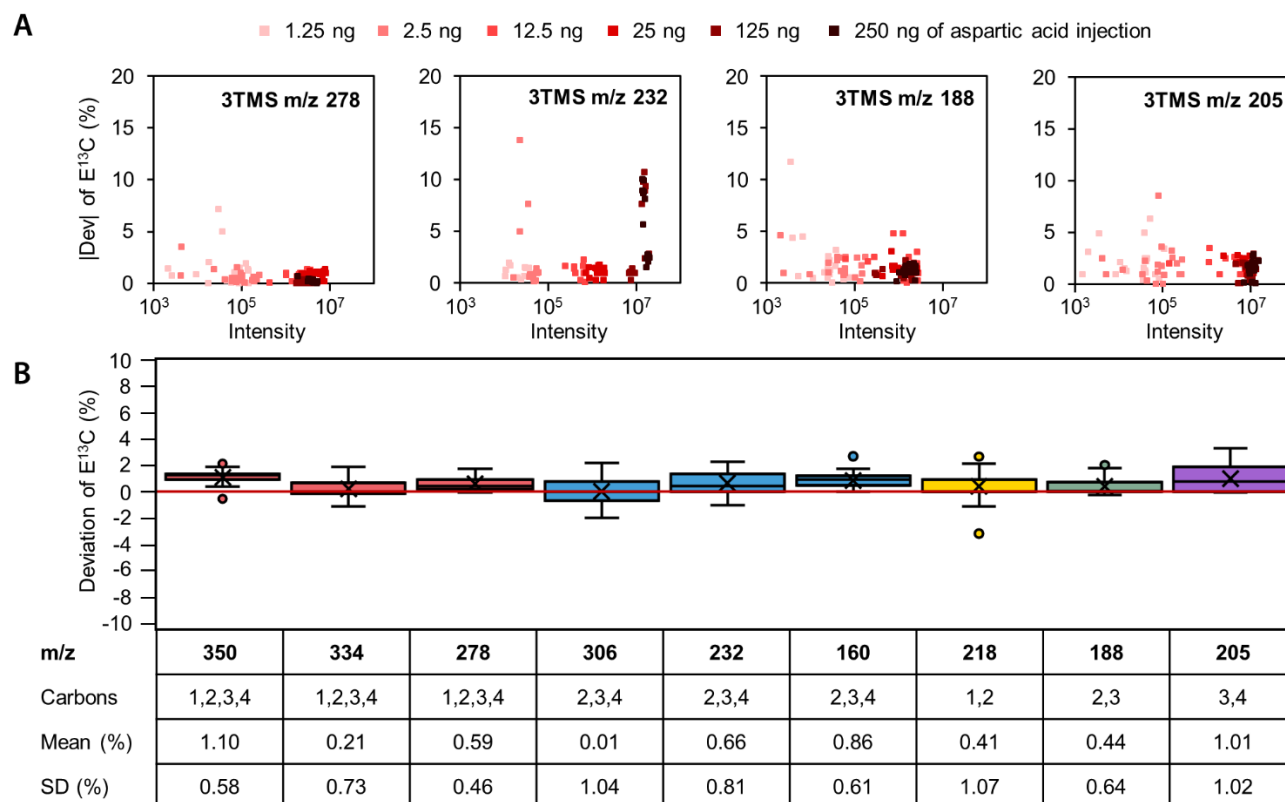 A
1.25 ng 2.5 ng 12.5 ng 25 ng 125 ng 250 ng of aspartic acid injection
|Dev| of E¹³C (%)
20
15
10
5
0
10³ 10⁵ 10⁷
Intensity
3TMS m/z 278
20
15
10
5
0
10³ 10⁵ 10⁷
Intensity
3TMS m/z 232
20
15
10
5
0
10³ 10⁵ 10⁷
Intensity
3TMS m/z 188
20
15
10
5
0
10³ 10⁵ 10⁷
Intensity
3TMS m/z 205
B
Deviation of E¹³C (%)
10
8
6
4
2
0
-2
-4
-6
-8
-10
m/z 350 334 278 306 232 160 218 188 205
Carbons 1,2,3,4 1,2,3,4 1,2,3,4 2,3,4 2,3,4 2,3,4 1,2 2,3 3,4
Mean (%) 1.10 0.21 0.59 0.01 0.66 0.86 0.41 0.44 1.01
SD (%) 0.58 0.73 0.46 1.04 0.81 0.61 1.07 0.64 1.02